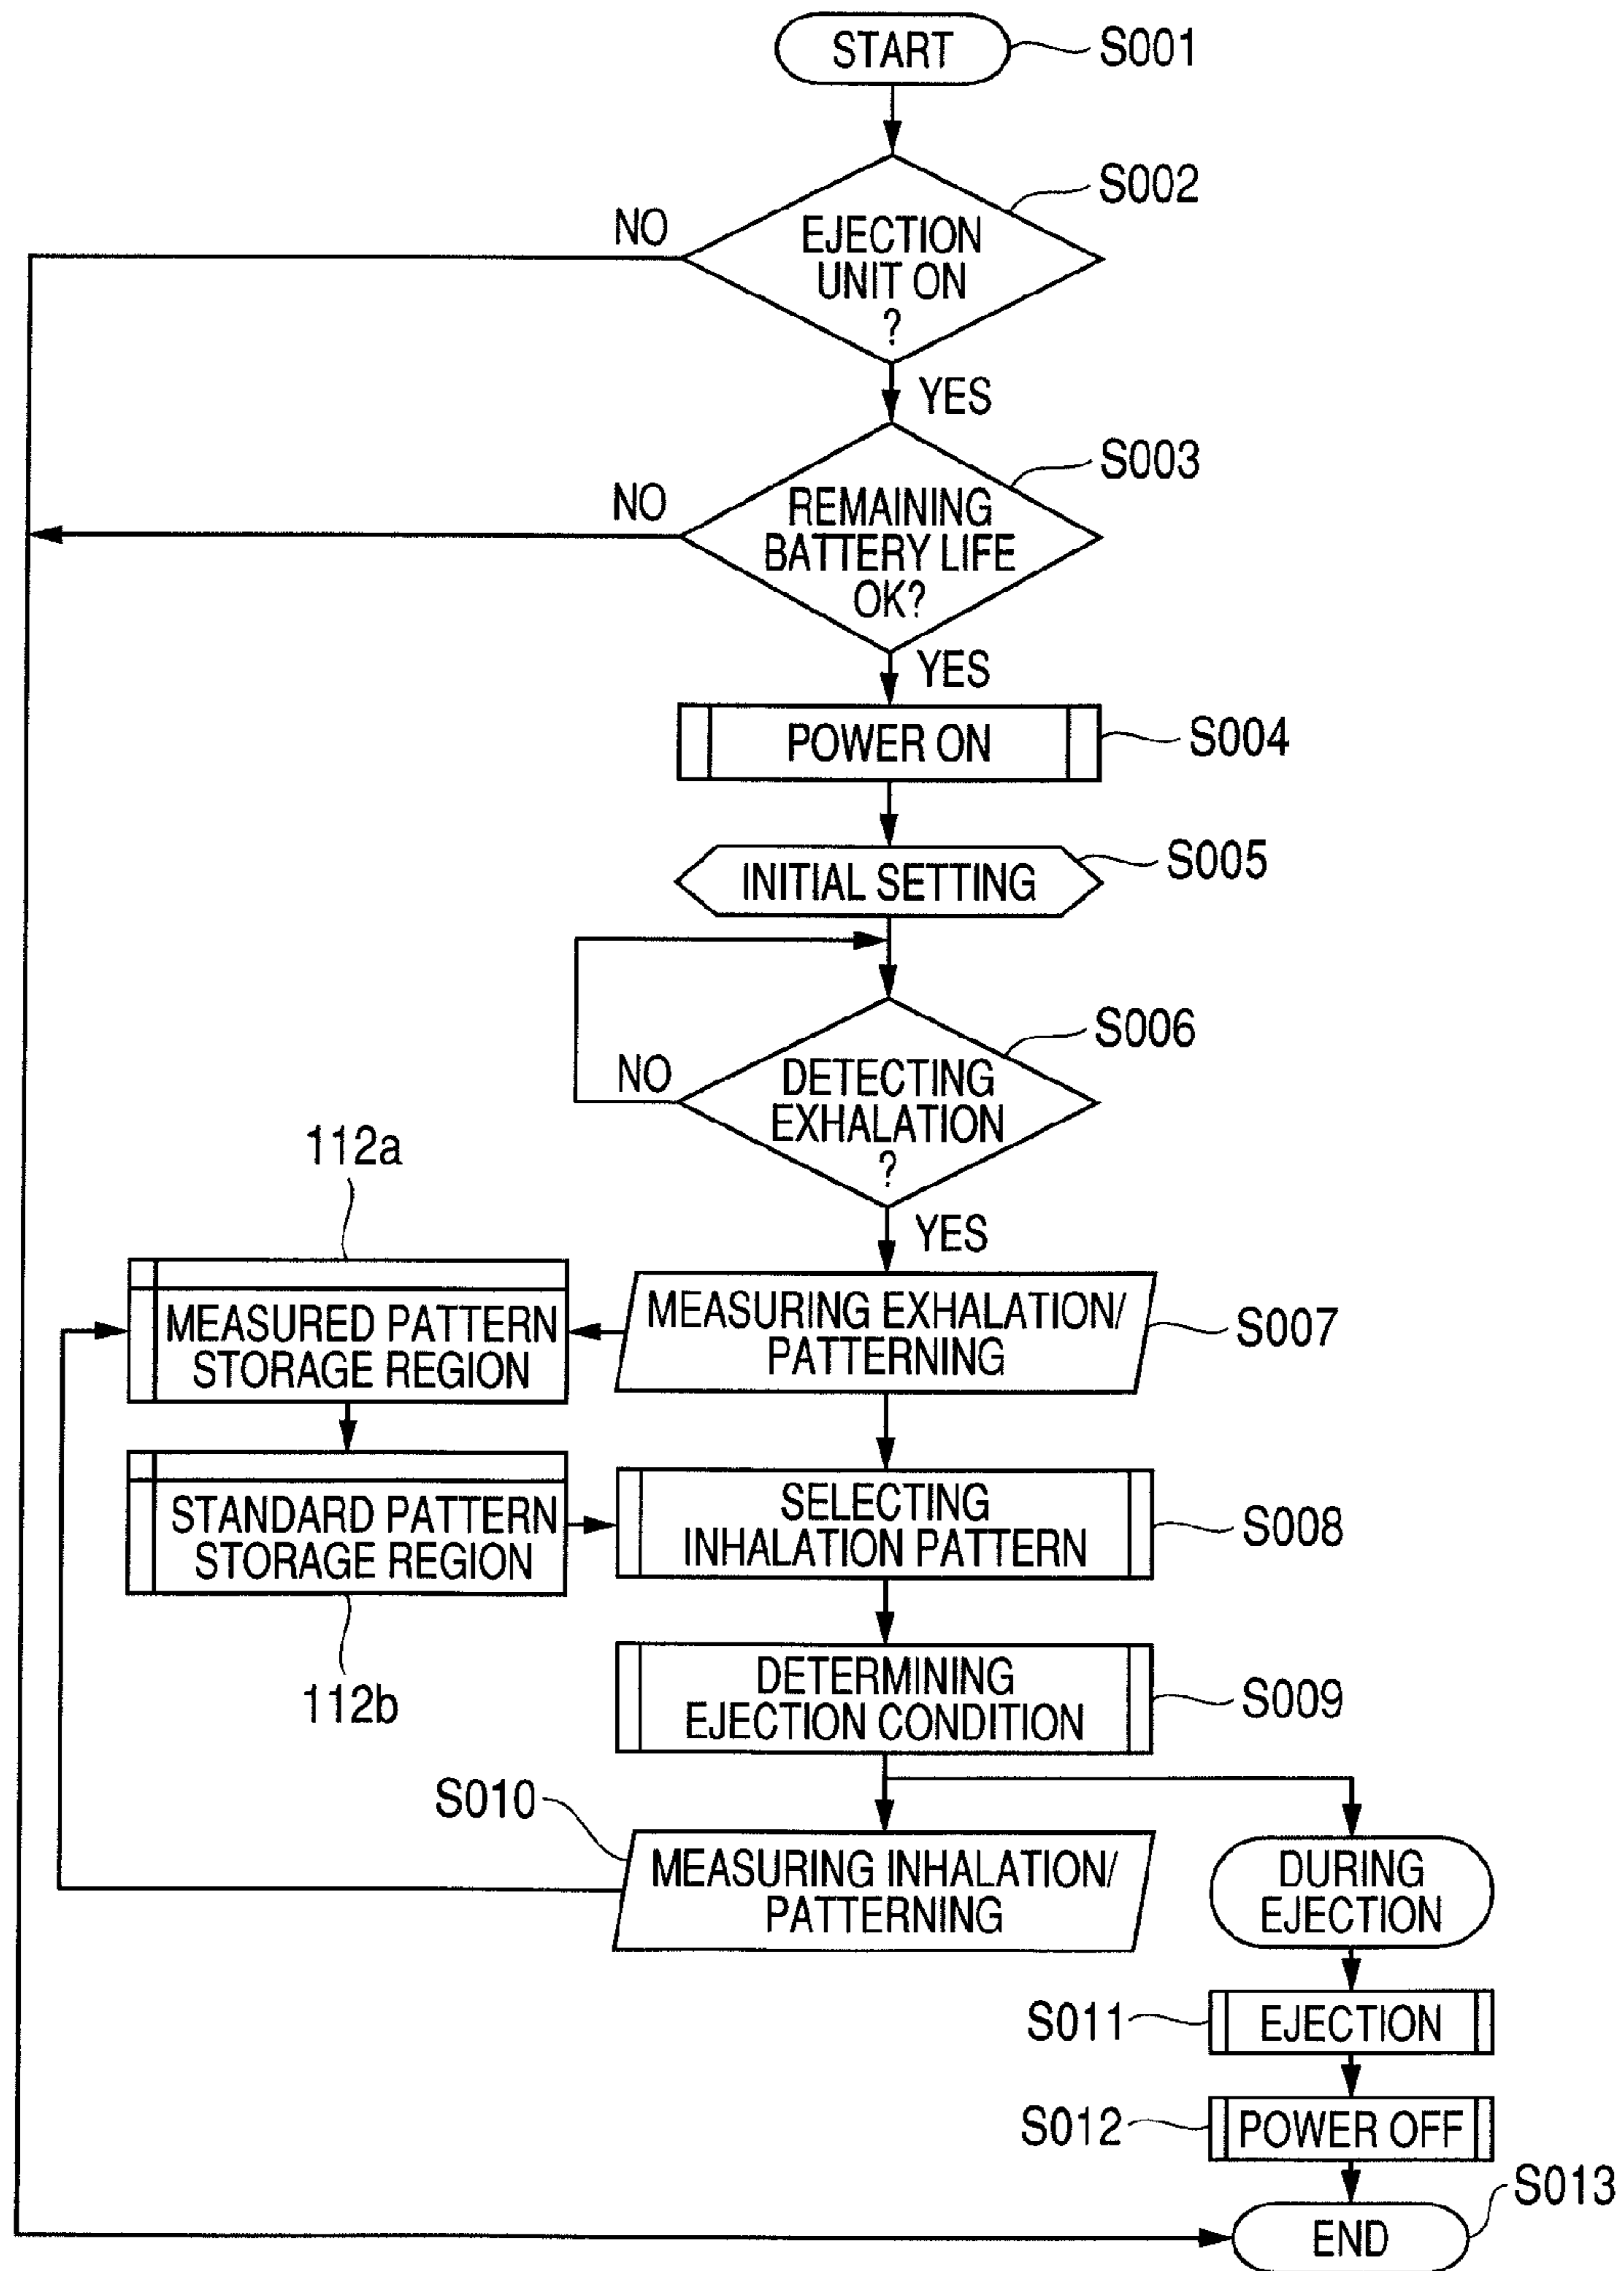 START
S001
S002
NO
EJECTION
UNIT ON
?
YES
S003
NO
REMAINING
BATTERY LIFE
OK?
YES
POWER ON
S004
INITIAL SETTING
S005
S006
NO
DETECTING
EXHALATION
?
112a
YES
MEASURED PATTERN
STORAGE REGION
MEASURING EXHALATION/
PATTERNING
S007
STANDARD PATTERN
STORAGE REGION
SELECTING
INHALATION PATTERN
S008
112b
DETERMINING
EJECTION CONDITION
S009
S010
MEASURING INHALATION/
PATTERNING
DURING
EJECTION
S011
EJECTION
S012
POWER OFF
S013
END